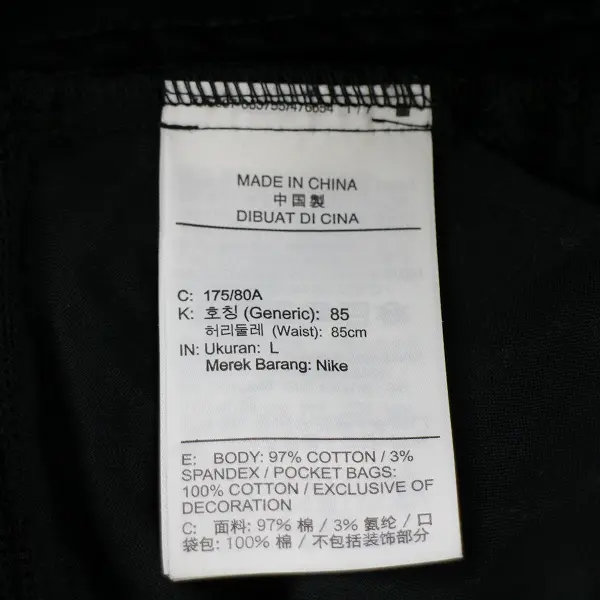 MADE IN CHINA
中国製
DIBUAT DI CINA
C: 175/80A
K: 호칭 (Generic): 85
허리둘레 (Waist): 85cm
IN: Ukuran: L
Merek Barang: Nike
E: BODY: 97% COTTON / 3%
SPANDEX / POCKET BAGS:
100% COTTON / EXCLUSIVE OF
DECORATION
C: 面料: 97% 棉 / 3% 氨纶 / 口
袋包: 100% 棉 / 不包括装饰部分